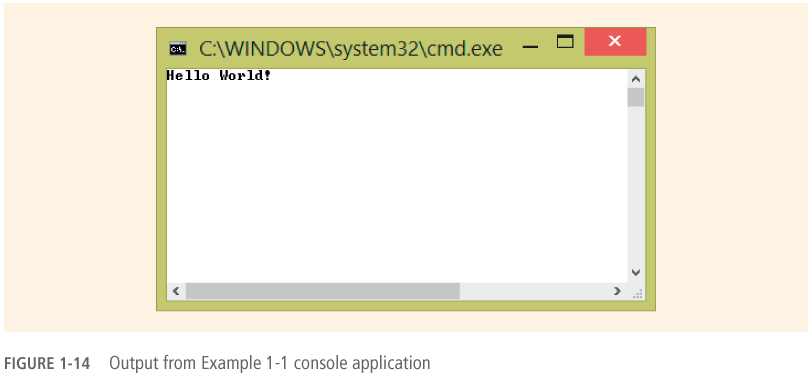 C:\WINDOWS\system32\cmd.exe
Hello World!
FIGURE 1-14 Output from Example 1-1 console application